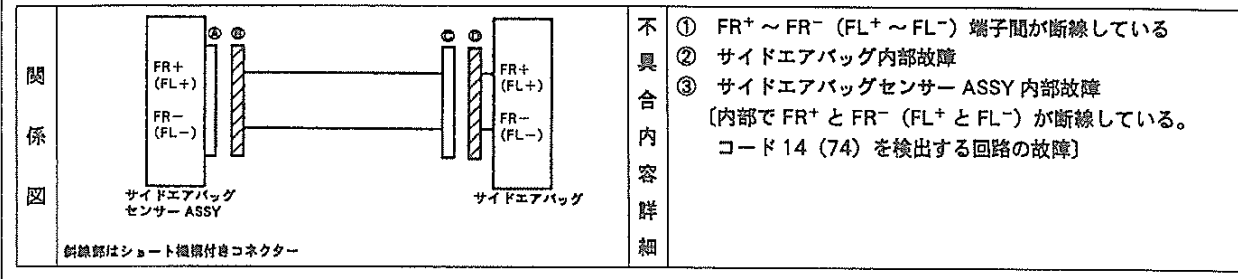 関係図
Ⓐ Ⓑ Ⓒ Ⓓ
FR+
(FL+)
FR−
(FL−)
FR+
(FL+)
FR−
(FL−)
サイドエアバッグ
センサー ASSY
サイドエアバッグ
斜線部はショート機構付きコネクター
不具合内容詳細
① FR⁺ ~ FR⁻ (FL⁺ ~ FL⁻) 端子間が断線している
② サイドエアバッグ内部故障
③ サイドエアバッグセンサー ASSY 内部故障
〔内部で FR⁺ と FR⁻ (FL⁺ と FL⁻) が断線している。
コード 14 (74) を検出する回路の故障〕